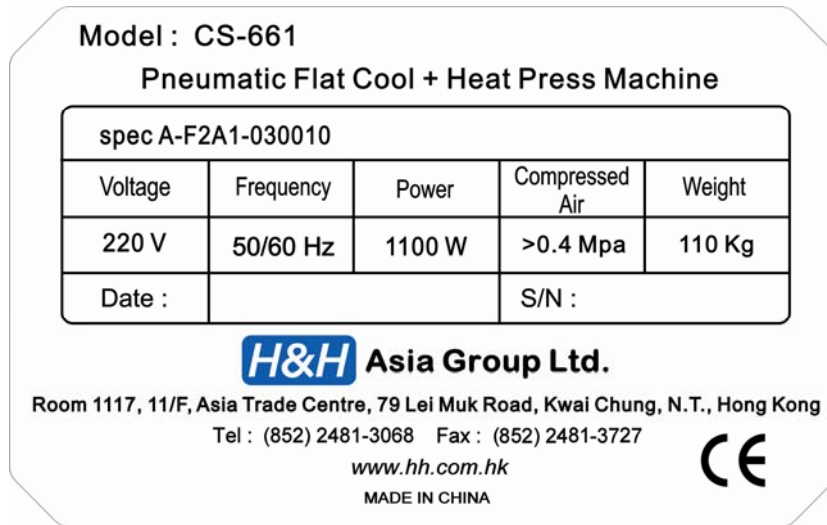 Model : CS-661
Pneumatic Flat Cool + Heat Press Machine
spec A-F2A1-030010
Voltage Frequency Power Compressed Air Weight
220 V 50/60 Hz 1100 W >0.4 Mpa 110 Kg
Date : S/N :
H&H Asia Group Ltd.
Room 1117, 11/F, Asia Trade Centre, 79 Lei Muk Road, Kwai Chung, N.T., Hong Kong
Tel : (852) 2481-3068 Fax : (852) 2481-3727
www.hh.com.hk
CE
MADE IN CHINA